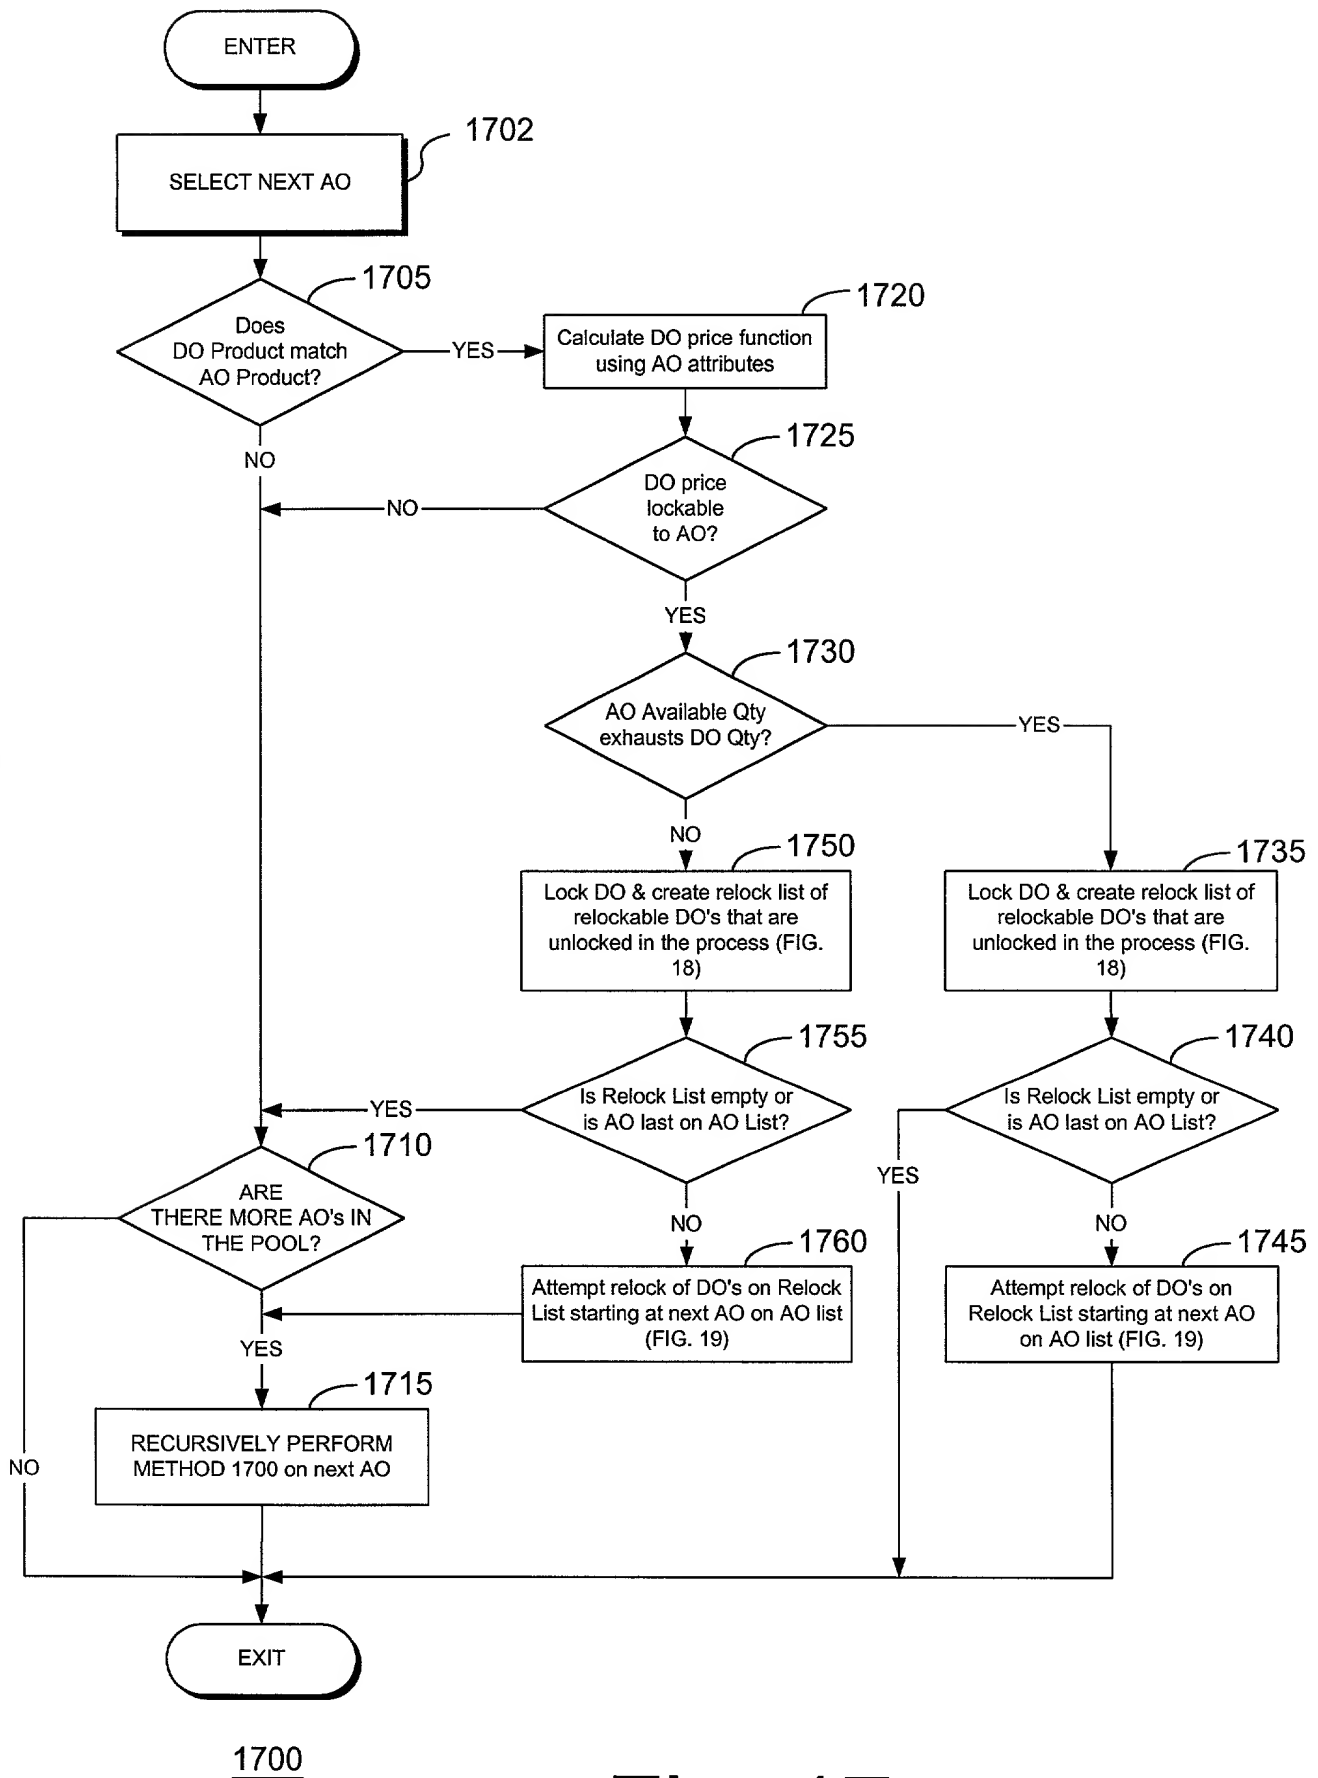 ENTER
1702
SELECT NEXT AO
1705
Does
DO Product match
AO Product?
YES
1720
Calculate DO price function
using AO attributes
NO
1725
DO price
lockable
to AO?
NO
YES
1730
AO Available Qty
exhausts DO Qty?
YES
NO
1750
Lock DO & create relock list of
relockable DO's that are
unlocked in the process (FIG.
18)
1735
Lock DO & create relock list of
relockable DO's that are
unlocked in the process (FIG.
18)
1755
Is Relock List empty or
is AO last on AO List?
YES
1740
Is Relock List empty or
is AO last on AO List?
YES
1710
ARE
THERE MORE AO's IN
THE POOL?
NO
NO
1760
Attempt relock of DO's on Relock
List starting at next AO on AO list
(FIG. 19)
1745
Attempt relock of DO's on
Relock List starting at next AO
on AO list (FIG. 19)
YES
1715
RECURSIVELY PERFORM
METHOD 1700 on next AO
NO
EXIT
1700